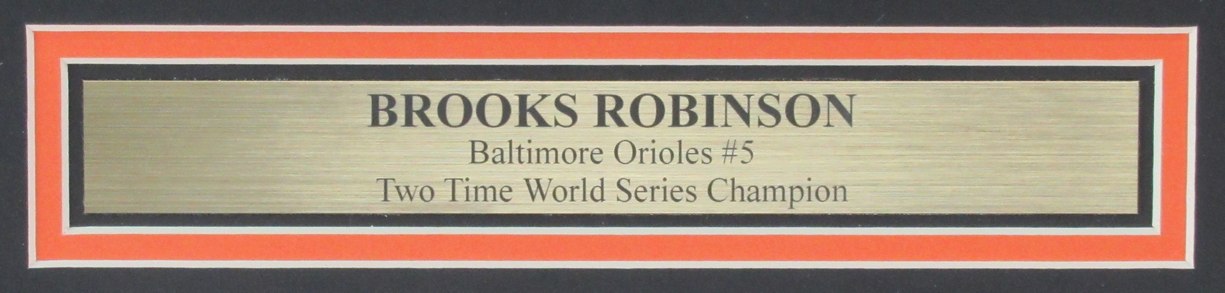 BROOKS ROBINSON
Baltimore Orioles #5
Two Time World Series Champion